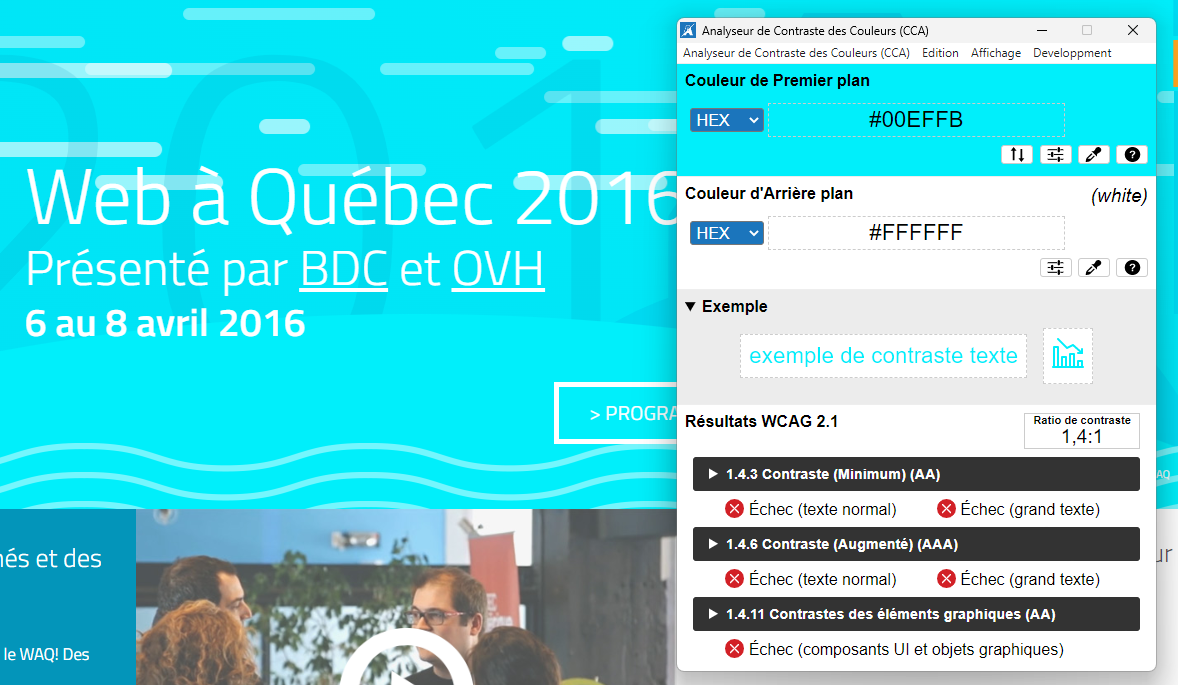 2012
Web à Québec 2016
Présenté par BDC et OVH
6 au 8 avril 2016
> PROGRA
AQ
nés et des
le WAQ! Des
ur
Analyseur de Contraste des Couleurs (CCA)
Analyseur de Contraste des Couleurs (CCA) Edition Affichage Developpment
Couleur de Premier plan
HEX #00EFFB
?
Couleur d'Arrière plan (white)
HEX #FFFFFF
?
▼ Exemple
exemple de contraste texte
Résultats WCAG 2.1
Ratio de contraste
1,4:1
1.4.3 Contraste (Minimum) (AA)
Échec (texte normal) Échec (grand texte)
1.4.6 Contraste (Augmenté) (AAA)
Échec (texte normal) Échec (grand texte)
1.4.11 Contrastes des éléments graphiques (AA)
Échec (composants UI et objets graphiques)